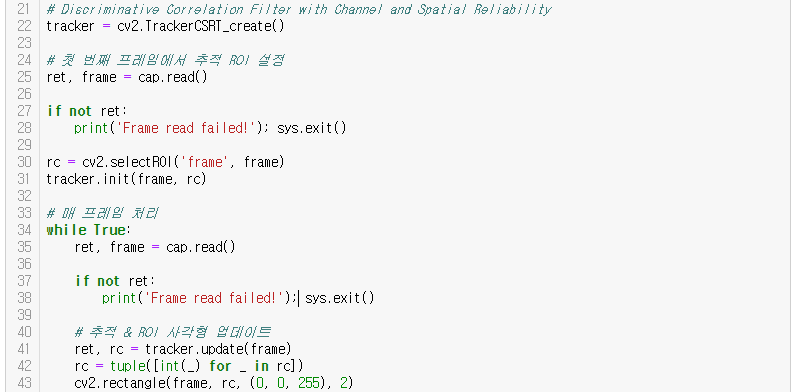 21 # Discriminative Correlation Filter with Channel and Spatial Reliability
22 tracker = cv2.TrackerCSRT_create()
23
24 # 첫 번째 프레임에서 추적 ROI 설정
25 ret, frame = cap.read()
26
27 if not ret:
28     print('Frame read failed!'); sys.exit()
29
30 rc = cv2.selectROI('frame', frame)
31 tracker.init(frame, rc)
32
33 # 매 프레임 처리
34 while True:
35     ret, frame = cap.read()
36
37     if not ret:
38         print('Frame read failed!'); sys.exit()
39
40     # 추적 & ROI 사각형 업데이트
41     ret, rc = tracker.update(frame)
42     rc = tuple([int(_) for _ in rc])
43     cv2.rectangle(frame, rc, (0, 0, 255), 2)